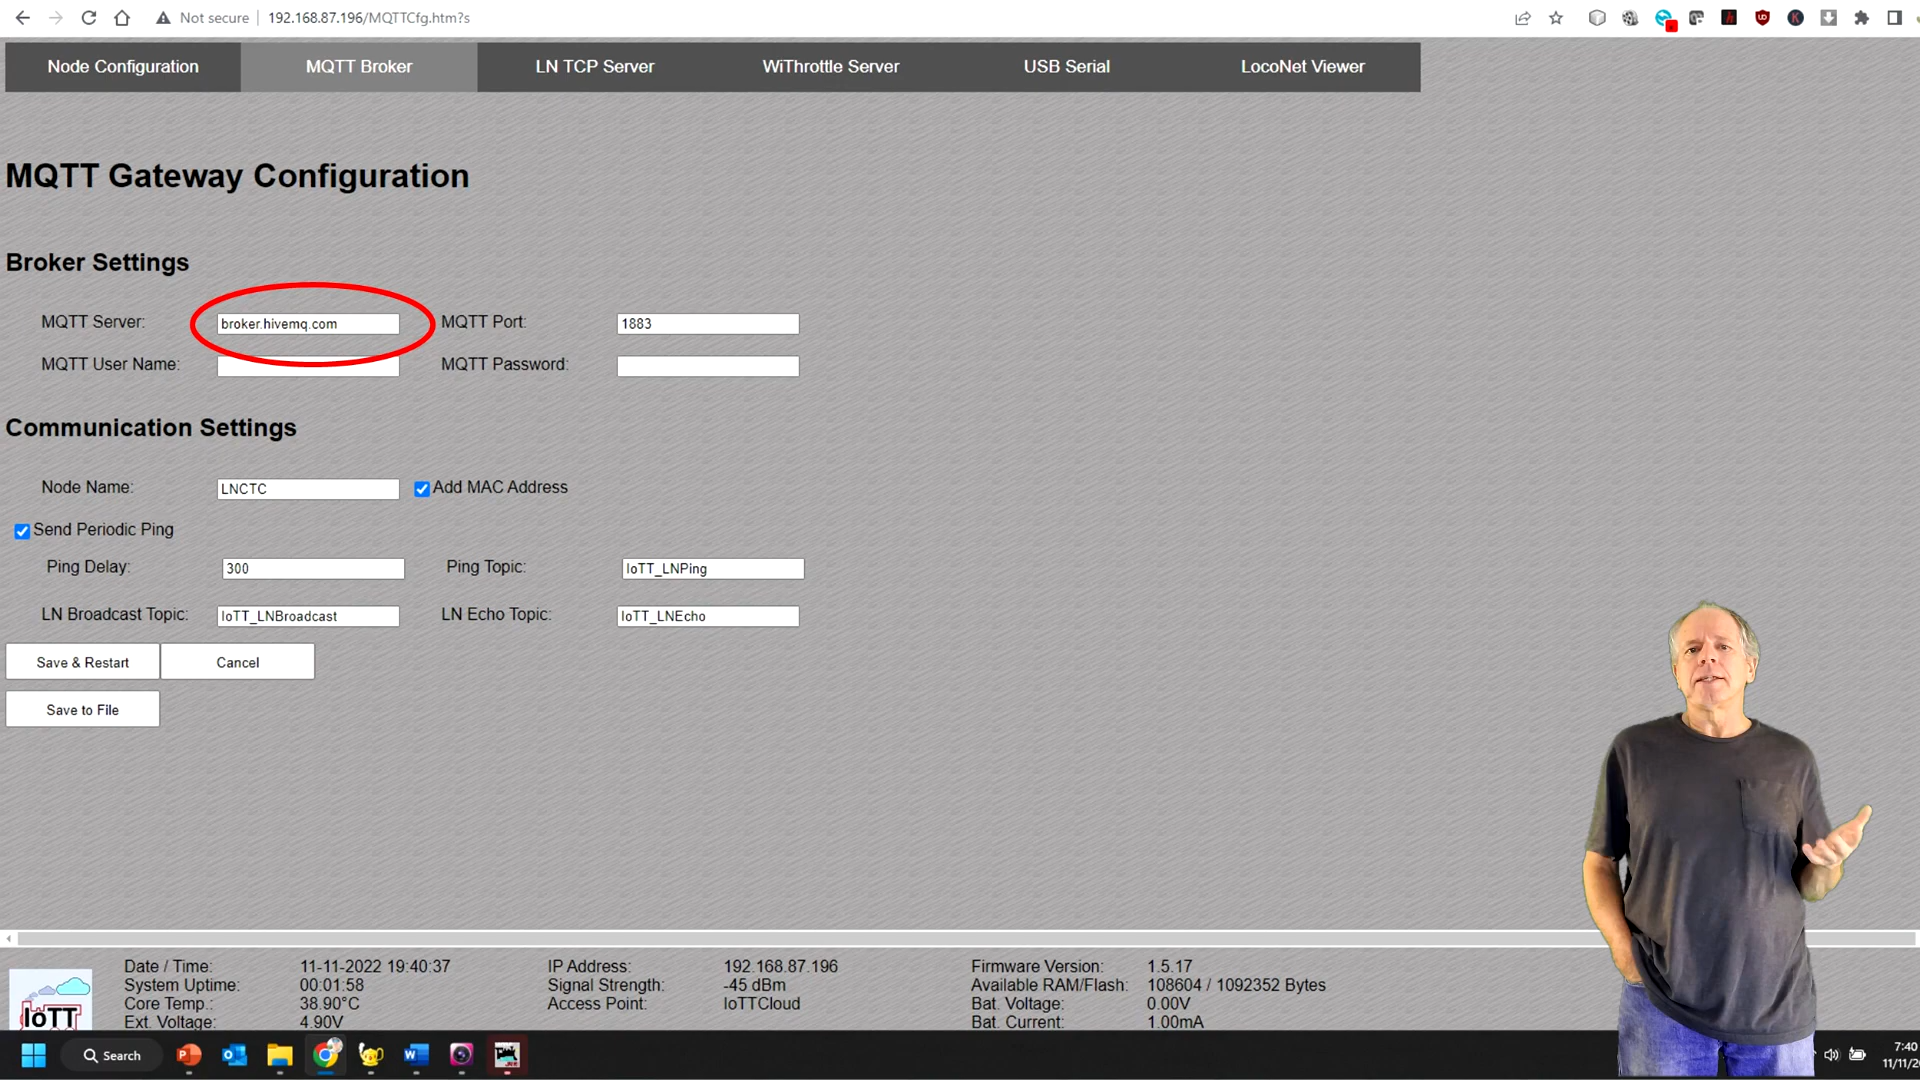 Not secure 192.168.87.196/MQTTCfg.htm?s
Node Configuration MQTT Broker LN TCP Server WiThrottle Server USB Serial LocoNet Viewer
MQTT Gateway Configuration
Broker Settings
MQTT Server: broker.hivemq.com MQTT Port: 1883
MQTT User Name: MQTT Password:
Communication Settings
Node Name: LNCTC Add MAC Address
Send Periodic Ping
Ping Delay: 300 Ping Topic: IoTT_LNPing
LN Broadcast Topic: IoTT_LNBroadcast LN Echo Topic: IoTT_LNEcho
Save & Restart Cancel
Save to File
Date / Time: 11-11-2022 19:40:37 IP Address: 192.168.87.196 Firmware Version: 1.5.17
System Uptime: 00:01:58 Signal Strength: -45 dBm Available RAM/Flash: 108604 / 1092352 Bytes
Core Temp.: 38.90°C Access Point: IoTTCloud Bat. Voltage: 0.00V
Ext. Voltage: 4.90V Bat. Current: 1.00mA
IoTT
Search
7:40
11/11/20